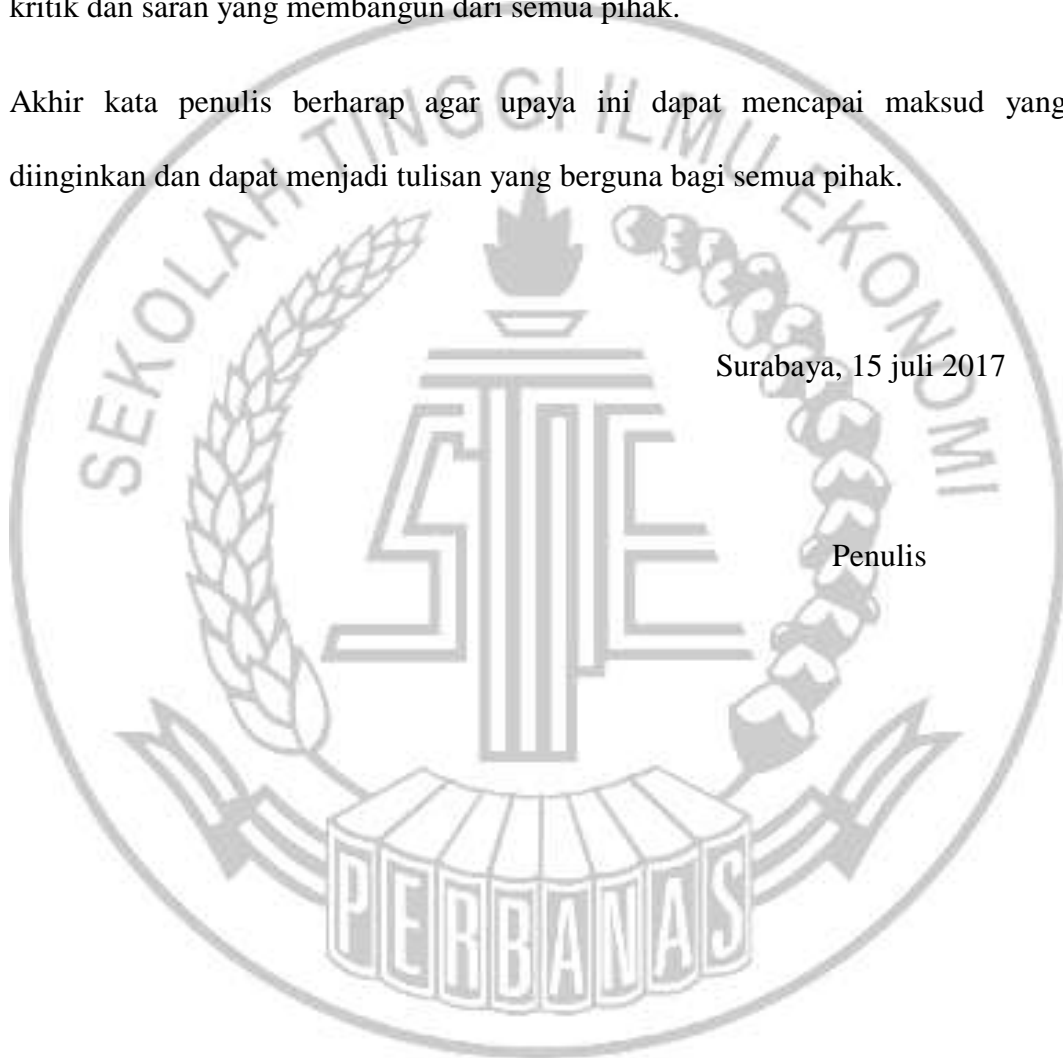 kritik dan saran yang membangun dari semua pihak.
Akhir kata penulis berharap agar upaya ini dapat mencapai maksud yang
diinginkan dan dapat menjadi tulisan yang berguna bagi semua pihak.
SEKOLAH TINGGI ILMU EKONOMI
Surabaya, 15 juli 2017
STIE
Penulis
PERBANAS